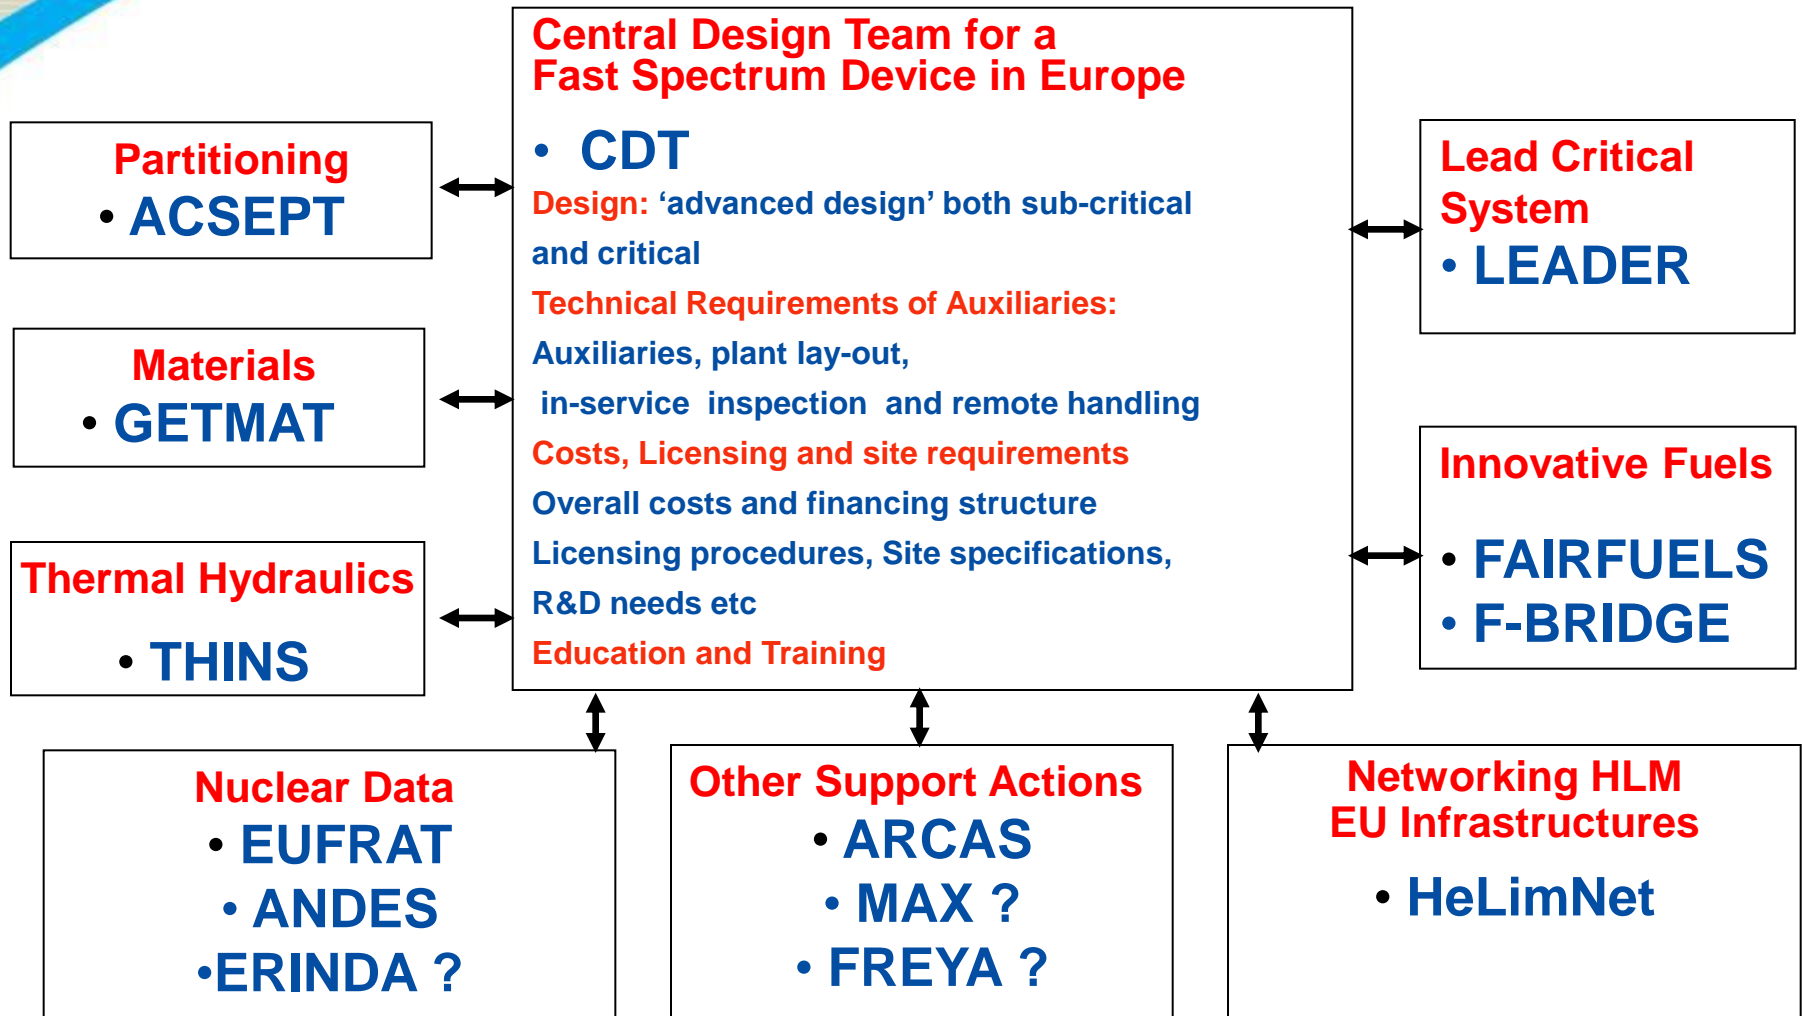 Central Design Team for a
Fast Spectrum Device in Europe
• CDT
Design: ‘advanced design’ both sub-critical
and critical
Technical Requirements of Auxiliaries:
Auxiliaries, plant lay-out,
in-service inspection and remote handling
Costs, Licensing and site requirements
Overall costs and financing structure
Licensing procedures, Site specifications,
R&D needs etc
Education and Training
Partitioning
• ACSEPT
Materials
• GETMAT
Thermal Hydraulics
• THINS
Lead Critical
System
• LEADER
Innovative Fuels
• FAIRFUELS
• F-BRIDGE
Nuclear Data
• EUFRAT
• ANDES
•ERINDA ?
Other Support Actions
• ARCAS
• MAX ?
• FREYA ?
Networking HLM
EU Infrastructures
• HeLimNet